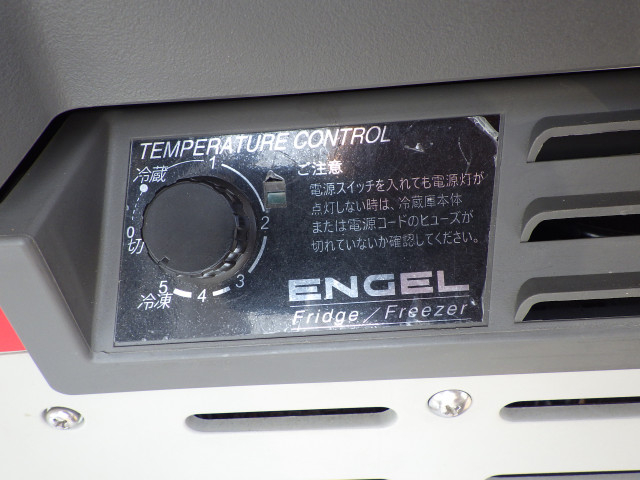 TEMPERATURE CONTROL
冷蔵
1
ご注意
電源スイッチを入れても電源灯が
点灯しない時は、冷蔵庫本体
または電源コードのヒューズが
切れていないか確認してください。
2
0
切
3
4
5
冷凍
ENGEL
Fridge / Freezer